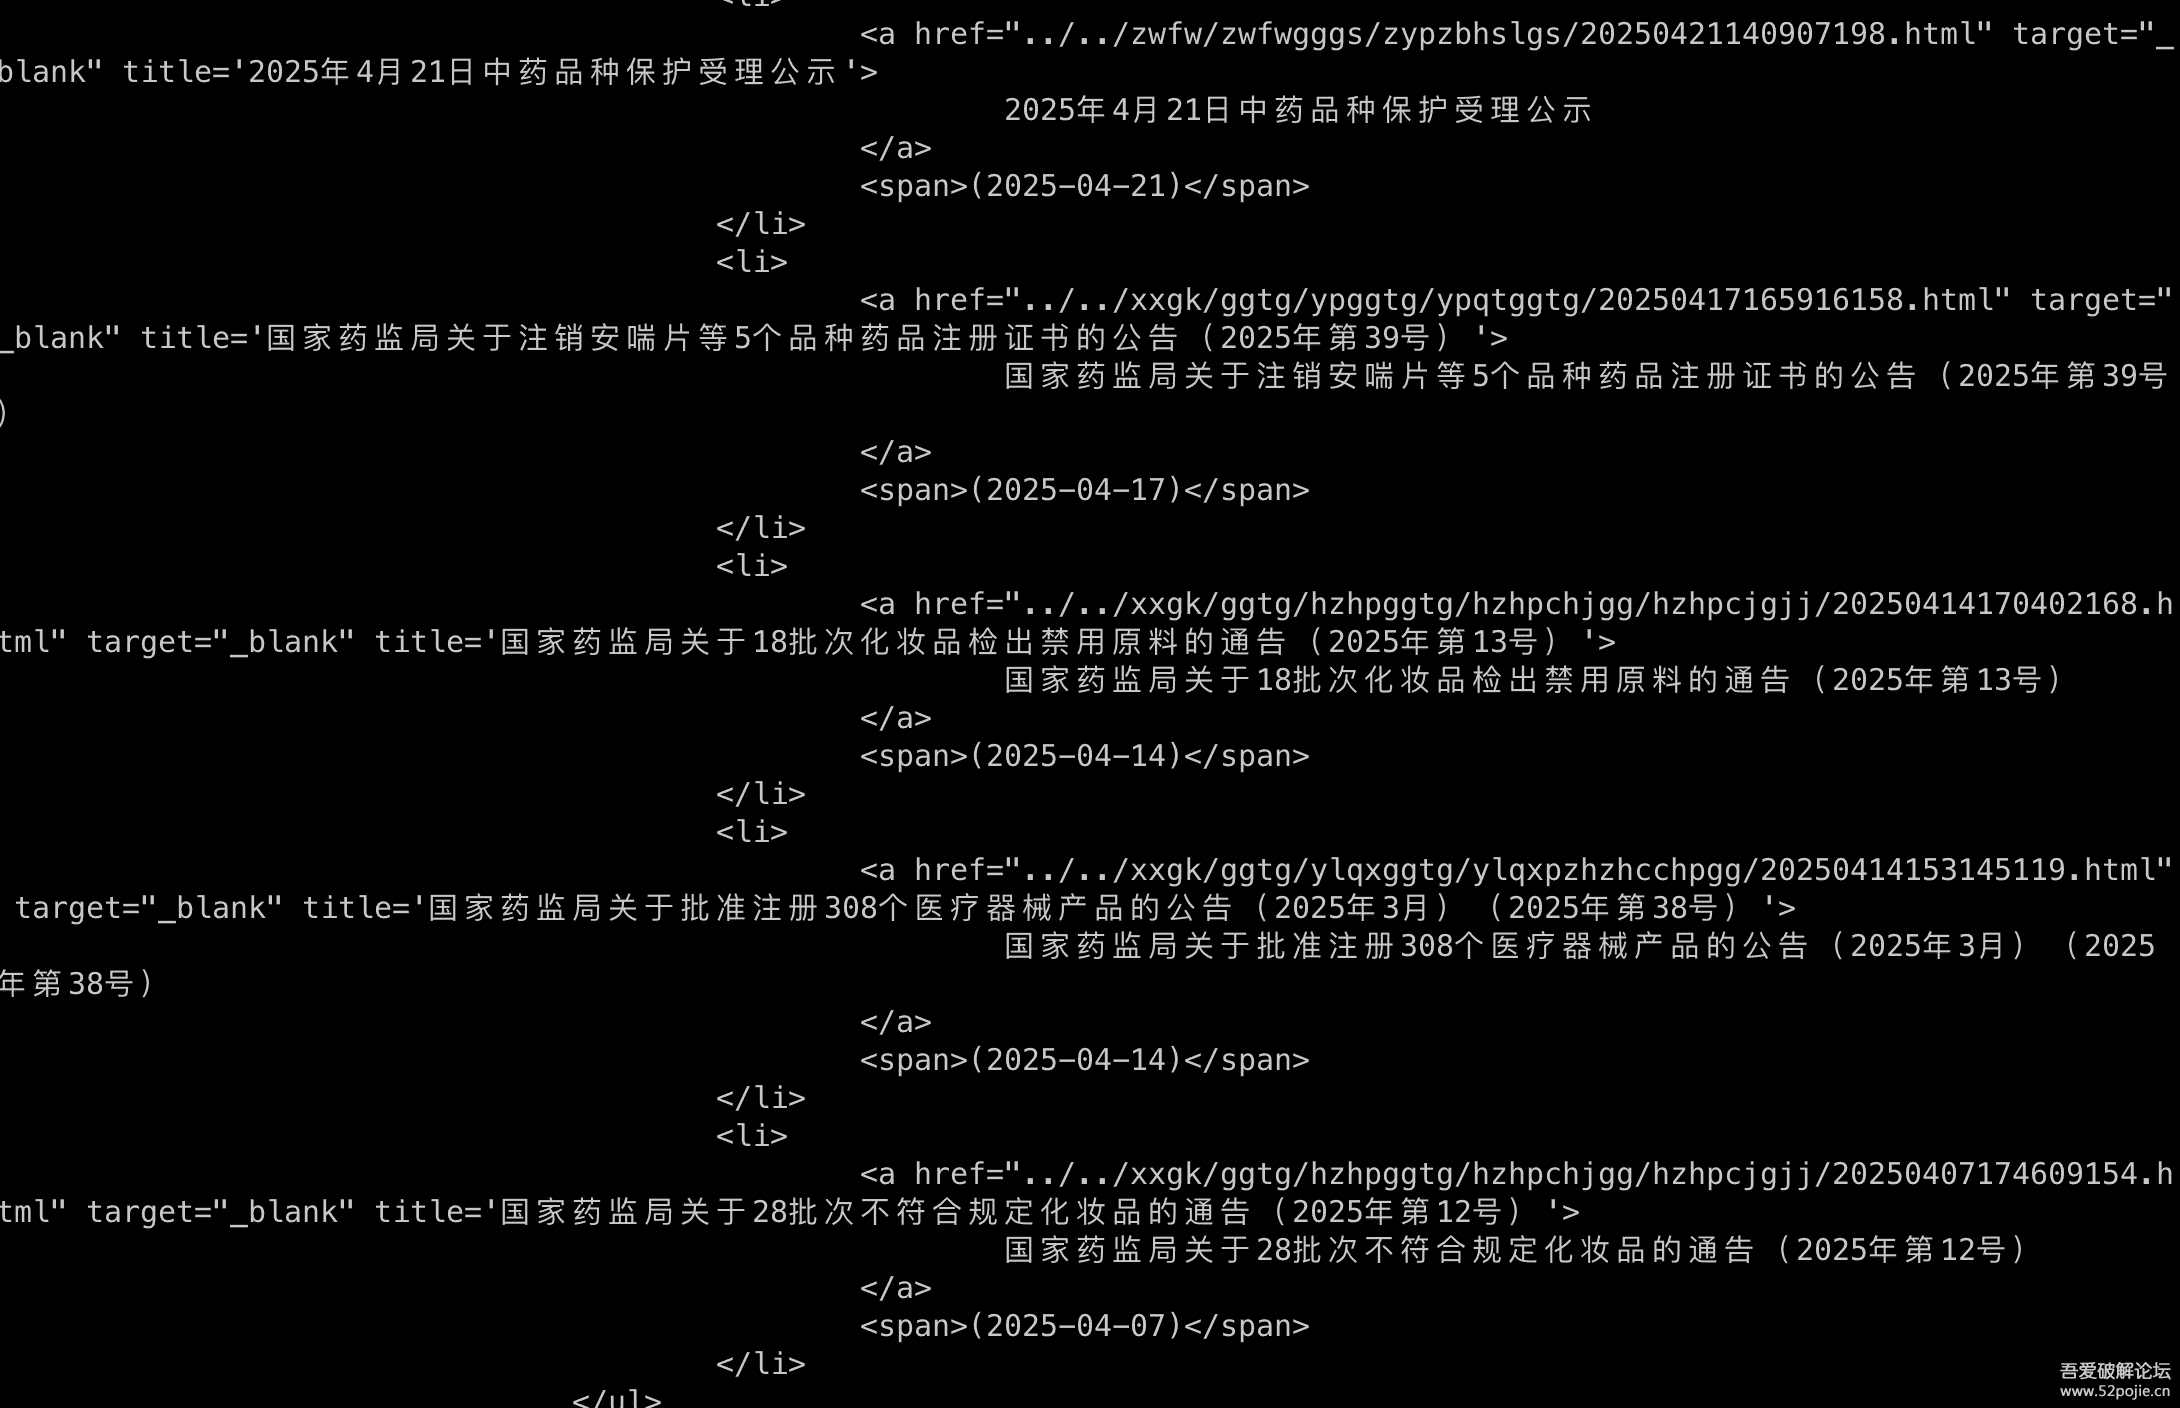 <li>
<a href="../../zwfw/zwfwgggs/zypzbhslgs/20250421140907198.html" target="_
blank" title='2025年4月21日中药品种保护受理公示'>
2025年4月21日中药品种保护受理公示
</a>
<span>(2025-04-21)</span>
</li>
<li>
<a href="../../xxgk/ggtg/ypggtg/ypqtggtg/20250417165916158.html" target="
_blank" title='国家药监局关于注销安喘片等5个品种药品注册证书的公告（2025年第39号）'>
国家药监局关于注销安喘片等5个品种药品注册证书的公告（2025年第39号
）
</a>
<span>(2025-04-17)</span>
</li>
<li>
<a href="../../xxgk/ggtg/hzhpggtg/hzhpchjgg/hzhpcjgjj/20250414170402168.h
tml" target="_blank" title='国家药监局关于18批次化妆品检出禁用原料的通告（2025年第13号）'>
国家药监局关于18批次化妆品检出禁用原料的通告（2025年第13号）
</a>
<span>(2025-04-14)</span>
</li>
<li>
<a href="../../xxgk/ggtg/ylqxggtg/ylqxpzhzhcchpgg/20250414153145119.html"
target="_blank" title='国家药监局关于批准注册308个医疗器械产品的公告（2025年3月）（2025年第38号）'>
国家药监局关于批准注册308个医疗器械产品的公告（2025年3月）（2025
年第38号）
</a>
<span>(2025-04-14)</span>
</li>
<li>
<a href="../../xxgk/ggtg/hzhpggtg/hzhpchjgg/hzhpcjgjj/20250407174609154.h
tml" target="_blank" title='国家药监局关于28批次不符合规定化妆品的通告（2025年第12号）'>
国家药监局关于28批次不符合规定化妆品的通告（2025年第12号）
</a>
<span>(2025-04-07)</span>
</li>
</ul>
吾爱破解论坛
www.52pojie.cn